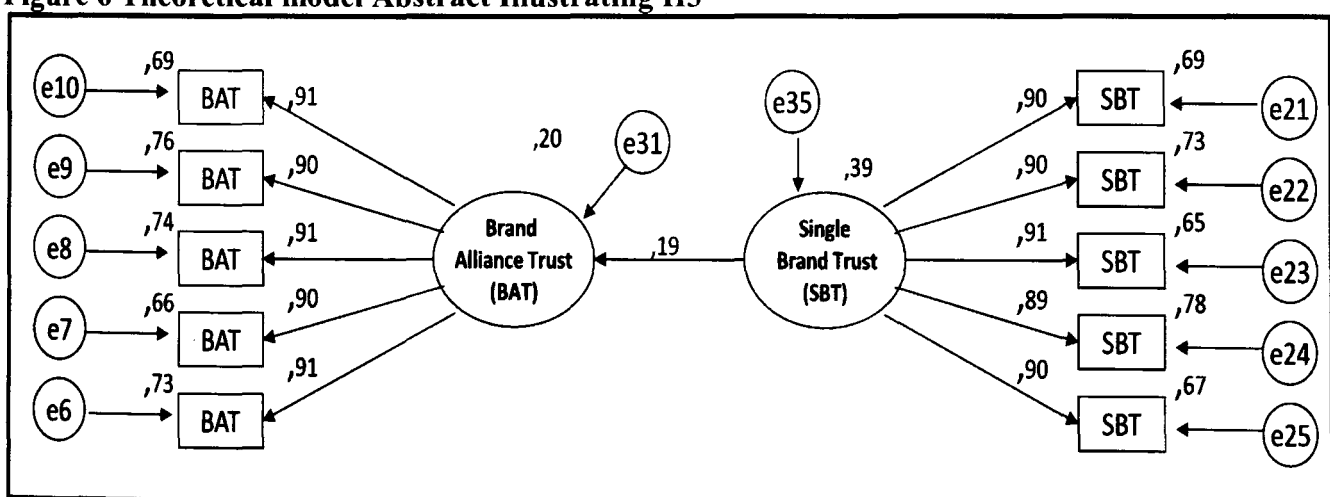 Figure 6 Theoretical model Abstract Illustrating H3
e10 ,69 BAT ,91
e9 ,76 BAT ,90
e8 ,74 BAT ,91
e7 ,66 BAT ,90
e6 ,73 BAT ,91
,20 e31
Brand
Alliance Trust
(BAT)
,19
e35
,39
Single
Brand Trust
(SBT)
,90 SBT ,69 e21
,90 SBT ,73 e22
,91 SBT ,65 e23
,89 SBT ,78 e24
,90 SBT ,67 e25